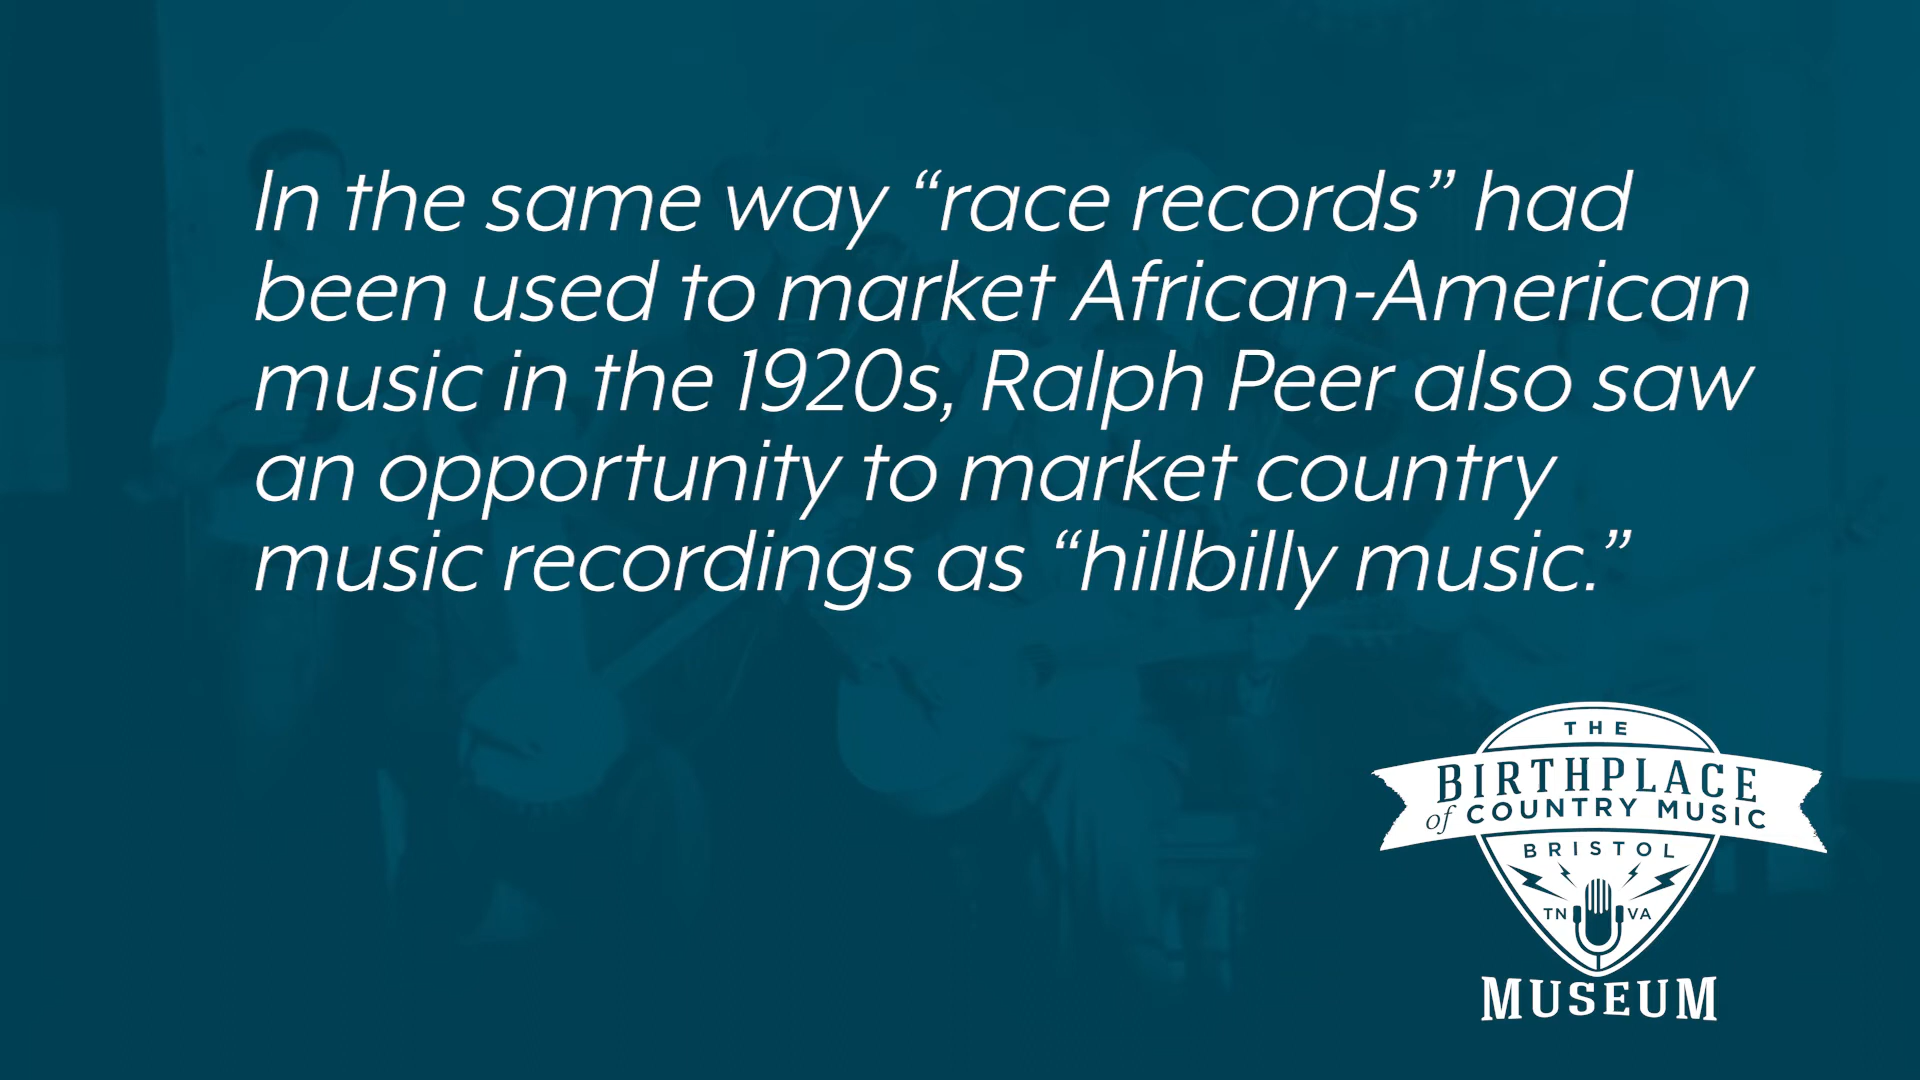 In the same way “race records” had
been used to market African-American
music in the 1920s, Ralph Peer also saw
an opportunity to market country
music recordings as “hillbilly music.”
THE
BIRTHPLACE
of COUNTRY MUSIC
BRISTOL
TN VA
MUSEUM